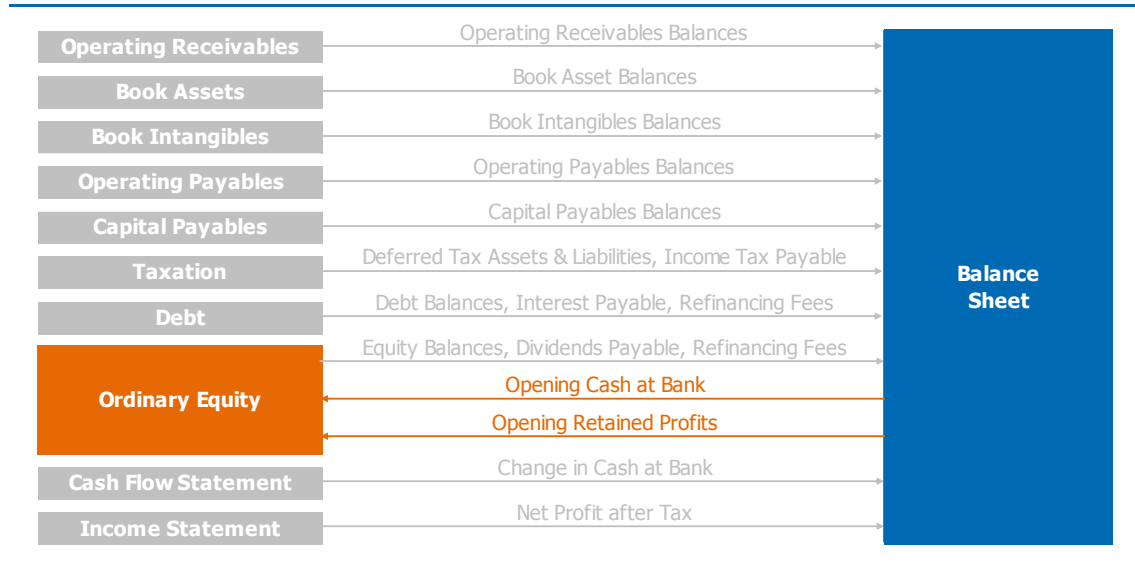 Operating Receivables
Operating Receivables Balances
Book Assets
Book Asset Balances
Book Intangibles
Book Intangibles Balances
Operating Payables
Operating Payables Balances
Capital Payables
Capital Payables Balances
Taxation
Deferred Tax Assets & Liabilities, Income Tax Payable
Debt
Debt Balances, Interest Payable, Refinancing Fees
Ordinary Equity
Equity Balances, Dividends Payable, Refinancing Fees
Opening Cash at Bank
Opening Retained Profits
Cash Flow Statement
Change in Cash at Bank
Income Statement
Net Profit after Tax
Balance
Sheet